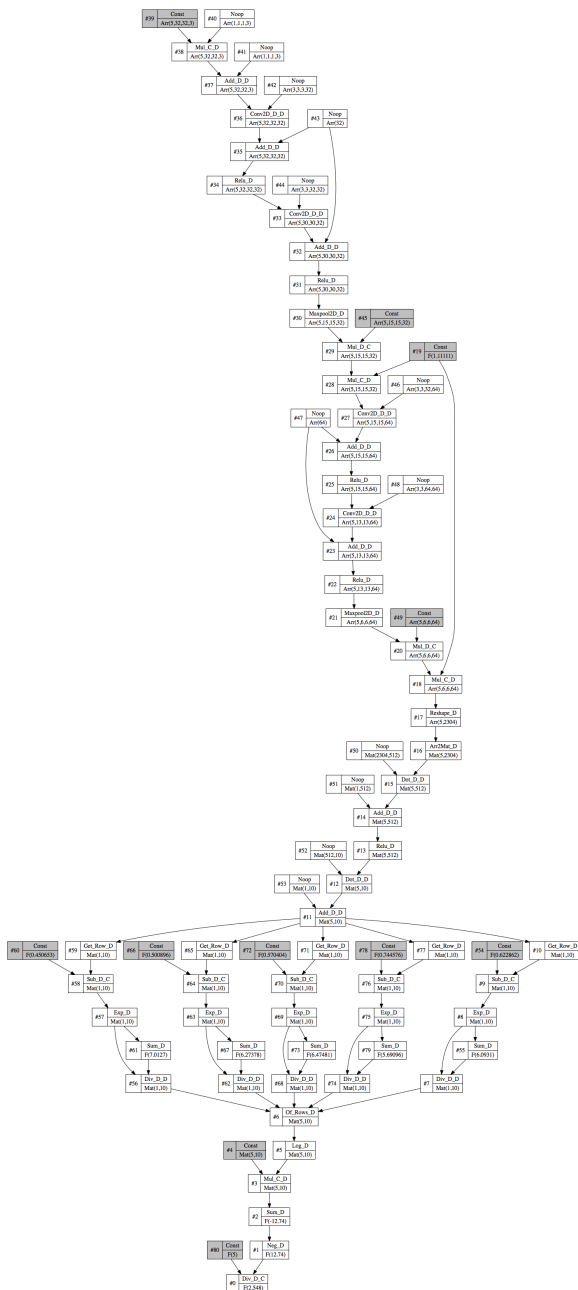 #39 Const Arr(5,32,32,3)
#40 Noop Arr(1,1,1,3)
#38 Mul_C_D Arr(5,32,32,3)
#41 Noop Arr(1,1,1,3)
#37 Add_D_D Arr(5,32,32,3)
#42 Noop Arr(3,3,3,32)
#36 Conv2D_D_D Arr(5,32,32,32)
#43 Noop Arr(32)
#35 Add_D_D Arr(5,32,32,32)
#34 Relu_D Arr(5,32,32,32)
#44 Noop Arr(3,3,32,32)
#33 Conv2D_D_D Arr(5,30,30,32)
#32 Add_D_D Arr(5,30,30,32)
#31 Relu_D Arr(5,30,30,32)
#30 Maxpool2D_D Arr(5,15,15,32)
#45 Const Arr(5,15,15,32)
#29 Mul_D_C Arr(5,15,15,32)
#19 Const F(1.11111)
#28 Mul_C_D Arr(5,15,15,32)
#46 Noop Arr(3,3,32,64)
#47 Noop Arr(64)
#27 Conv2D_D_D Arr(5,15,15,64)
#26 Add_D_D Arr(5,15,15,64)
#25 Relu_D Arr(5,15,15,64)
#48 Noop Arr(3,3,64,64)
#24 Conv2D_D_D Arr(5,13,13,64)
#23 Add_D_D Arr(5,13,13,64)
#22 Relu_D Arr(5,13,13,64)
#21 Maxpool2D_D Arr(5,6,6,64)
#49 Const Arr(5,6,6,64)
#20 Mul_D_C Arr(5,6,6,64)
#18 Mul_C_D Arr(5,6,6,64)
#17 Reshape_D Arr(5,2304)
#50 Noop Mat(2304,512)
#16 Arr2Mat_D Mat(5,2304)
#51 Noop Mat(1,512)
#15 Dot_D_D Mat(5,512)
#14 Add_D_D Mat(5,512)
#52 Noop Mat(512,10)
#13 Relu_D Mat(5,512)
#53 Noop Mat(1,10)
#12 Dot_D_D Mat(5,10)
#11 Add_D_D Mat(5,10)
#60 Const F(0.450653)
#59 Get_Row_D Mat(1,10)
#66 Const F(0.500896)
#65 Get_Row_D Mat(1,10)
#72 Const F(0.570404)
#71 Get_Row_D Mat(1,10)
#78 Const F(0.744576)
#77 Get_Row_D Mat(1,10)
#54 Const F(0.622862)
#10 Get_Row_D Mat(1,10)
#58 Sub_D_C Mat(1,10)
#64 Sub_D_C Mat(1,10)
#70 Sub_D_C Mat(1,10)
#76 Sub_D_C Mat(1,10)
#9 Sub_D_C Mat(1,10)
#57 Exp_D Mat(1,10)
#63 Exp_D Mat(1,10)
#69 Exp_D Mat(1,10)
#75 Exp_D Mat(1,10)
#8 Exp_D Mat(1,10)
#61 Sum_D F(7.0127)
#67 Sum_D F(6.27378)
#73 Sum_D F(6.47481)
#79 Sum_D F(5.69096)
#55 Sum_D F(6.0931)
#56 Div_D_D Mat(1,10)
#62 Div_D_D Mat(1,10)
#68 Div_D_D Mat(1,10)
#74 Div_D_D Mat(1,10)
#7 Div_D_D Mat(1,10)
#6 Of_Rows_D Mat(5,10)
#4 Const Mat(5,10)
#5 Log_D Mat(5,10)
#3 Mul_C_D Mat(5,10)
#2 Sum_D F(-12.74)
#80 Const F(5)
#1 Neg_D F(12.74)
#0 Div_D_C F(2.548)